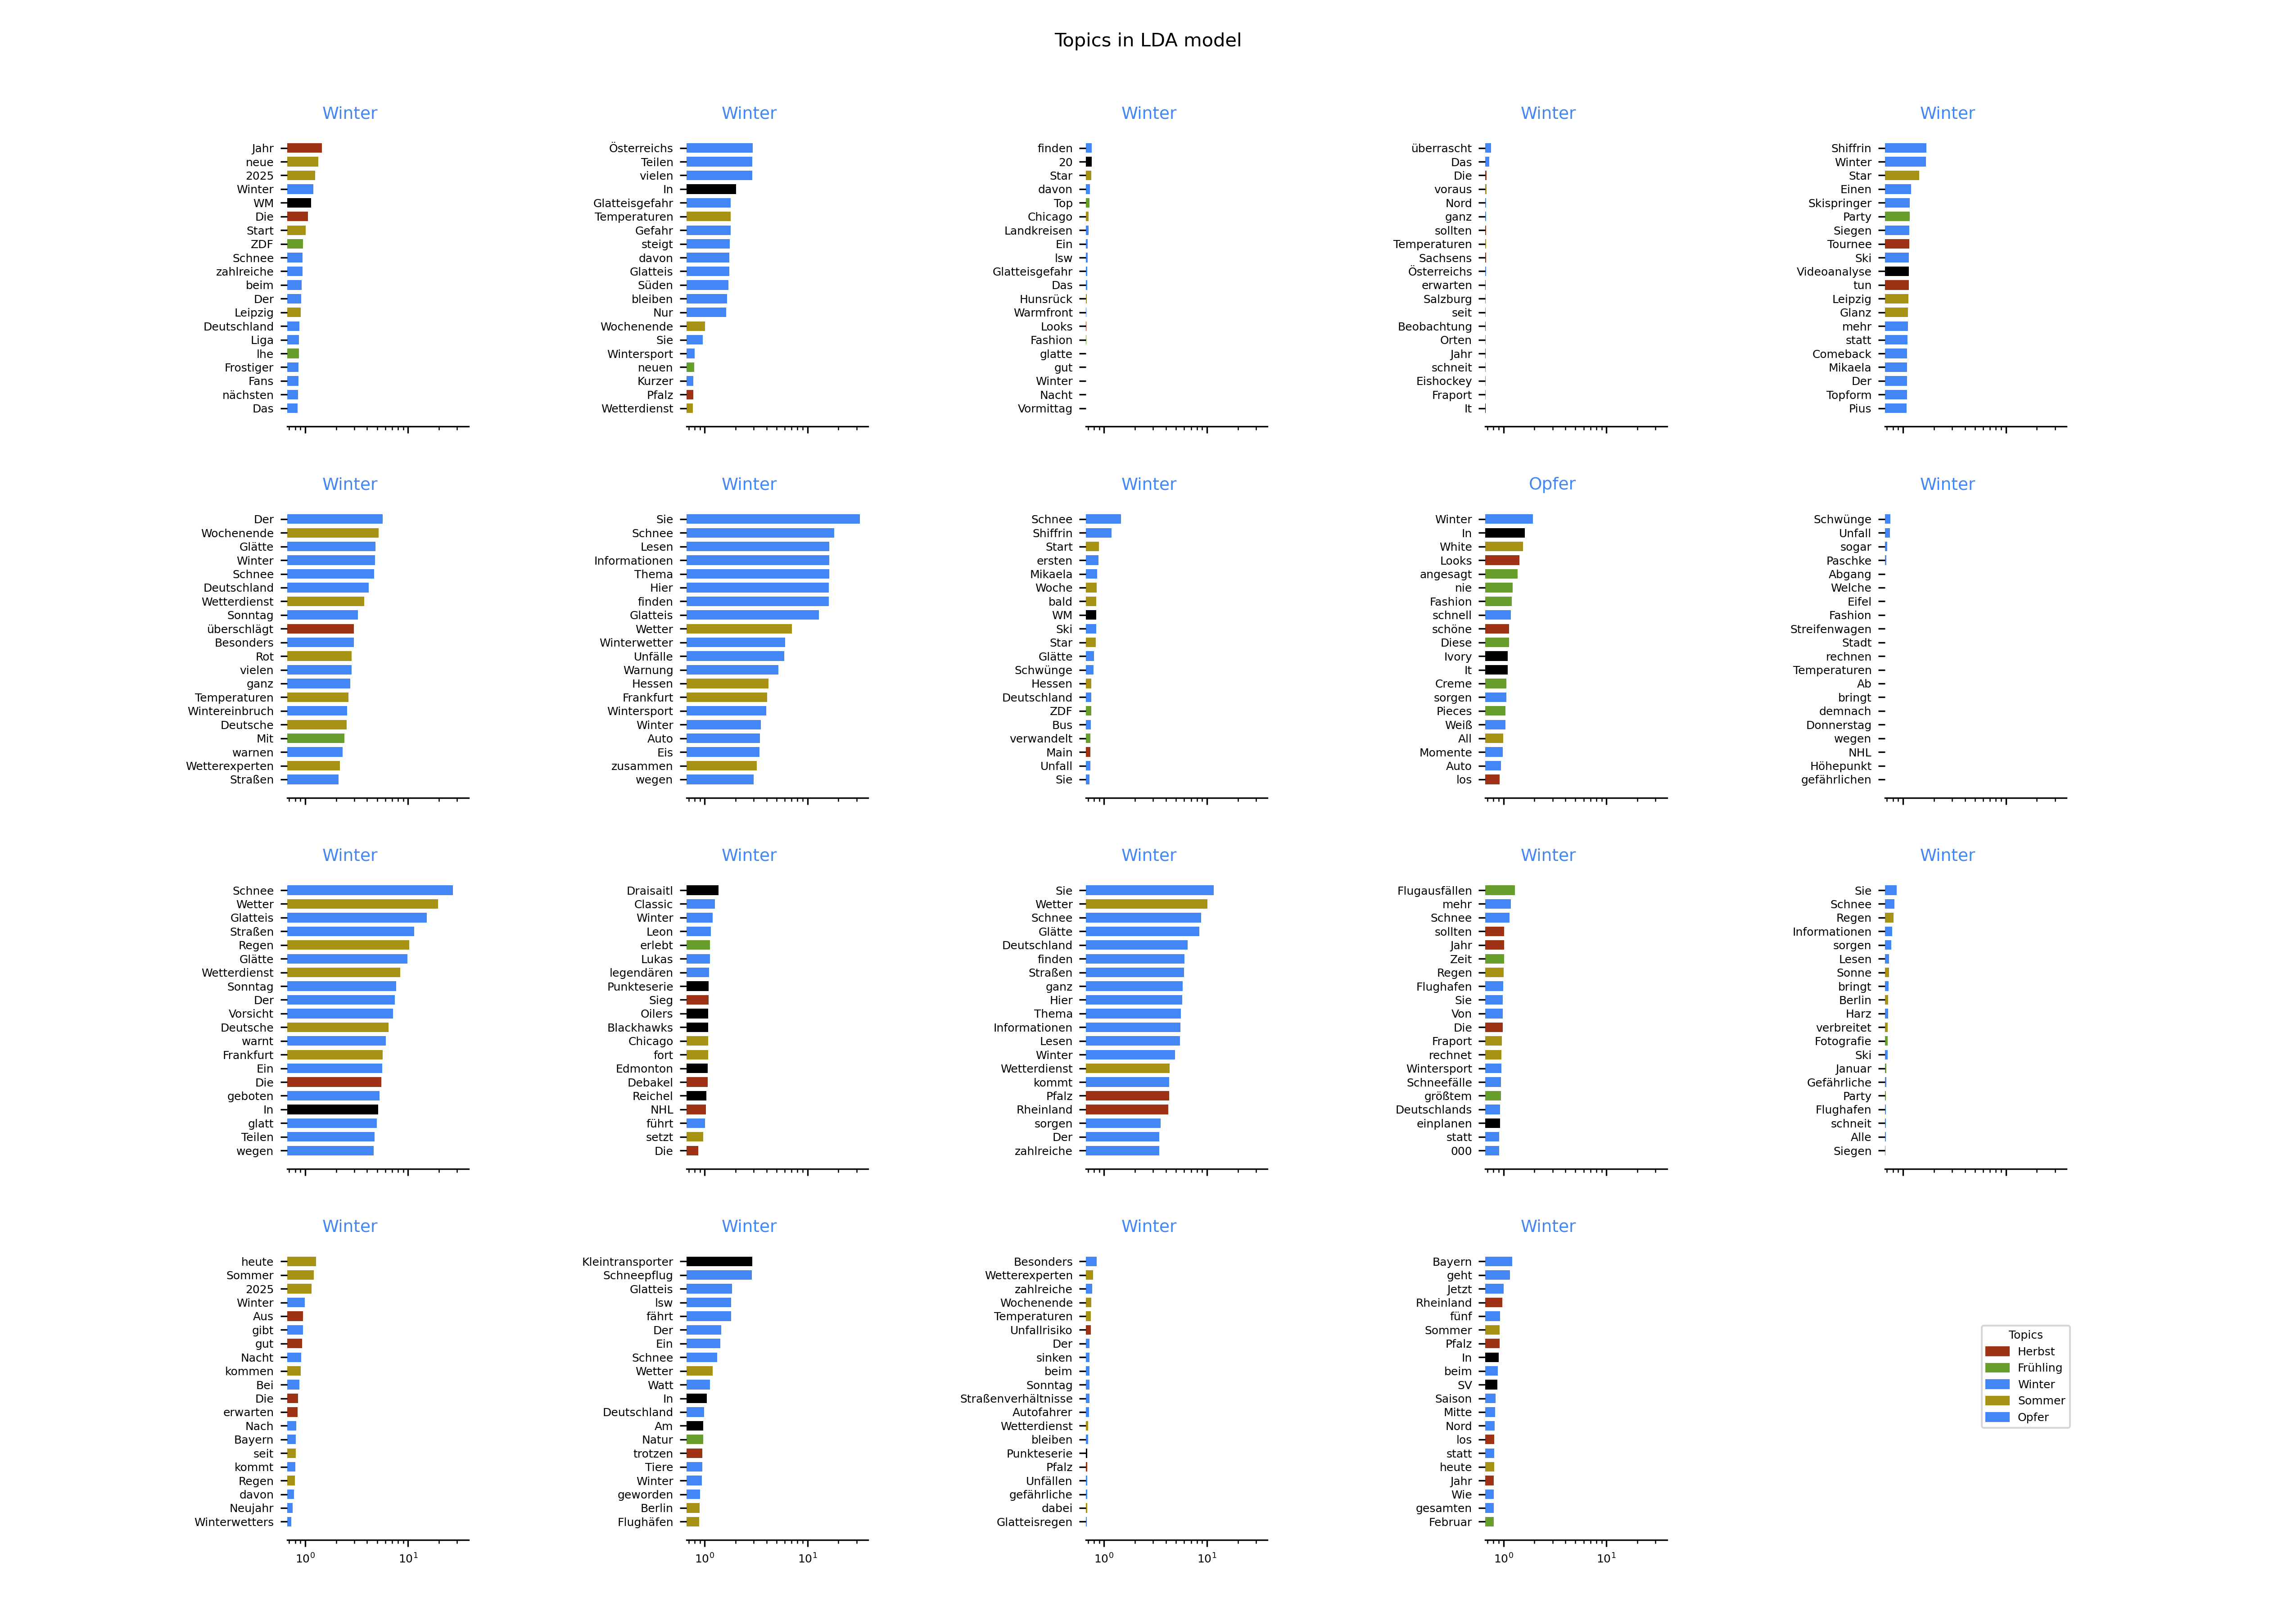 Topics in LDA model
Winter
Jahr
neue
2025
Winter
WM
Die
Start
ZDF
Schnee
zahlreiche
beim
Der
Leipzig
Deutschland
Liga
Ihe
Frostiger
Fans
nächsten
Das
Winter
Österreichs
Teilen
vielen
In
Glatteisgefahr
Temperaturen
Gefahr
steigt
davon
Glatteis
Süden
bleiben
Nur
Wochenende
Sie
Wintersport
neuen
Kurzer
Pfalz
Wetterdienst
Winter
finden
20
Star
davon
Top
Chicago
Landkreisen
Ein
lsw
Glatteisgefahr
Das
Hunsrück
Warmfront
Looks
Fashion
glatte
gut
Winter
Nacht
Vormittag
Winter
überrascht
Das
Die
voraus
Nord
ganz
sollten
Temperaturen
Sachsens
Österreichs
erwarten
Salzburg
seit
Beobachtung
Orten
Jahr
schneit
Eishockey
Fraport
It
Winter
Shiffrin
Winter
Star
Einen
Skispringer
Party
Siegen
Tournee
Ski
Videoanalyse
tun
Leipzig
Glanz
mehr
statt
Comeback
Mikaela
Der
Topform
Pius
Winter
Der
Wochenende
Glätte
Winter
Schnee
Deutschland
Wetterdienst
Sonntag
überschlägt
Besonders
Rot
vielen
ganz
Temperaturen
Wintereinbruch
Deutsche
Mit
warnen
Wetterexperten
Straßen
Winter
Sie
Schnee
Lesen
Informationen
Thema
Hier
finden
Glatteis
Wetter
Winterwetter
Unfälle
Warnung
Hessen
Frankfurt
Wintersport
Winter
Auto
Eis
zusammen
wegen
Winter
Schnee
Shiffrin
Start
ersten
Mikaela
Woche
bald
WM
Ski
Star
Glätte
Schwünge
Hessen
Deutschland
ZDF
Bus
verwandelt
Main
Unfall
Sie
Opfer
Winter
In
White
Looks
angesagt
nie
Fashion
schnell
schöne
Diese
Ivory
It
Creme
sorgen
Pieces
Weiß
All
Momente
Auto
los
Winter
Schwünge
Unfall
sogar
Paschke
Abgang
Welche
Eifel
Fashion
Streifenwagen
Stadt
rechnen
Temperaturen
Ab
bringt
demnach
Donnerstag
wegen
NHL
Höhepunkt
gefährlichen
Winter
Schnee
Wetter
Glatteis
Straßen
Regen
Glätte
Wetterdienst
Sonntag
Der
Vorsicht
Deutsche
warnt
Frankfurt
Ein
Die
geboten
In
glatt
Teilen
wegen
Winter
Draisaitl
Classic
Winter
Leon
erlebt
Lukas
legendären
Punkteserie
Sieg
Oilers
Blackhawks
Chicago
fort
Edmonton
Debakel
Reichel
NHL
führt
setzt
Die
Winter
Sie
Wetter
Schnee
Glätte
Deutschland
finden
Straßen
ganz
Hier
Thema
Informationen
Lesen
Winter
Wetterdienst
kommt
Pfalz
Rheinland
sorgen
Der
zahlreiche
Winter
Flugausfällen
mehr
Schnee
sollten
Jahr
Zeit
Regen
Flughafen
Sie
Von
Die
Fraport
rechnet
Wintersport
Schneefälle
größtem
Deutschlands
einplanen
statt
000
Winter
Sie
Schnee
Regen
Informationen
sorgen
Lesen
Sonne
bringt
Berlin
Harz
verbreitet
Fotografie
Ski
Januar
Gefährliche
Party
Flughafen
schneit
Alle
Siegen
Winter
heute
Sommer
2025
Winter
Aus
gibt
gut
Nacht
kommen
Bei
Die
erwarten
Nach
Bayern
seit
kommt
Regen
davon
Neujahr
Winterwetters
10⁰ 10¹
Winter
Kleintransporter
Schneepflug
Glatteis
lsw
fährt
Der
Ein
Schnee
Wetter
Watt
In
Deutschland
Am
Natur
trotzen
Tiere
Winter
geworden
Berlin
Flughäfen
10⁰ 10¹
Winter
Besonders
Wetterexperten
zahlreiche
Wochenende
Temperaturen
Unfallrisiko
Der
sinken
beim
Sonntag
Straßenverhältnisse
Autofahrer
Wetterdienst
bleiben
Punkteserie
Pfalz
Unfällen
gefährliche
dabei
Glatteisregen
10⁰ 10¹
Winter
Bayern
geht
Jetzt
Rheinland
fünf
Sommer
Pfalz
In
beim
SV
Saison
Mitte
Nord
los
statt
heute
Jahr
Wie
gesamten
Februar
10⁰ 10¹
Topics
Herbst
Frühling
Winter
Sommer
Opfer